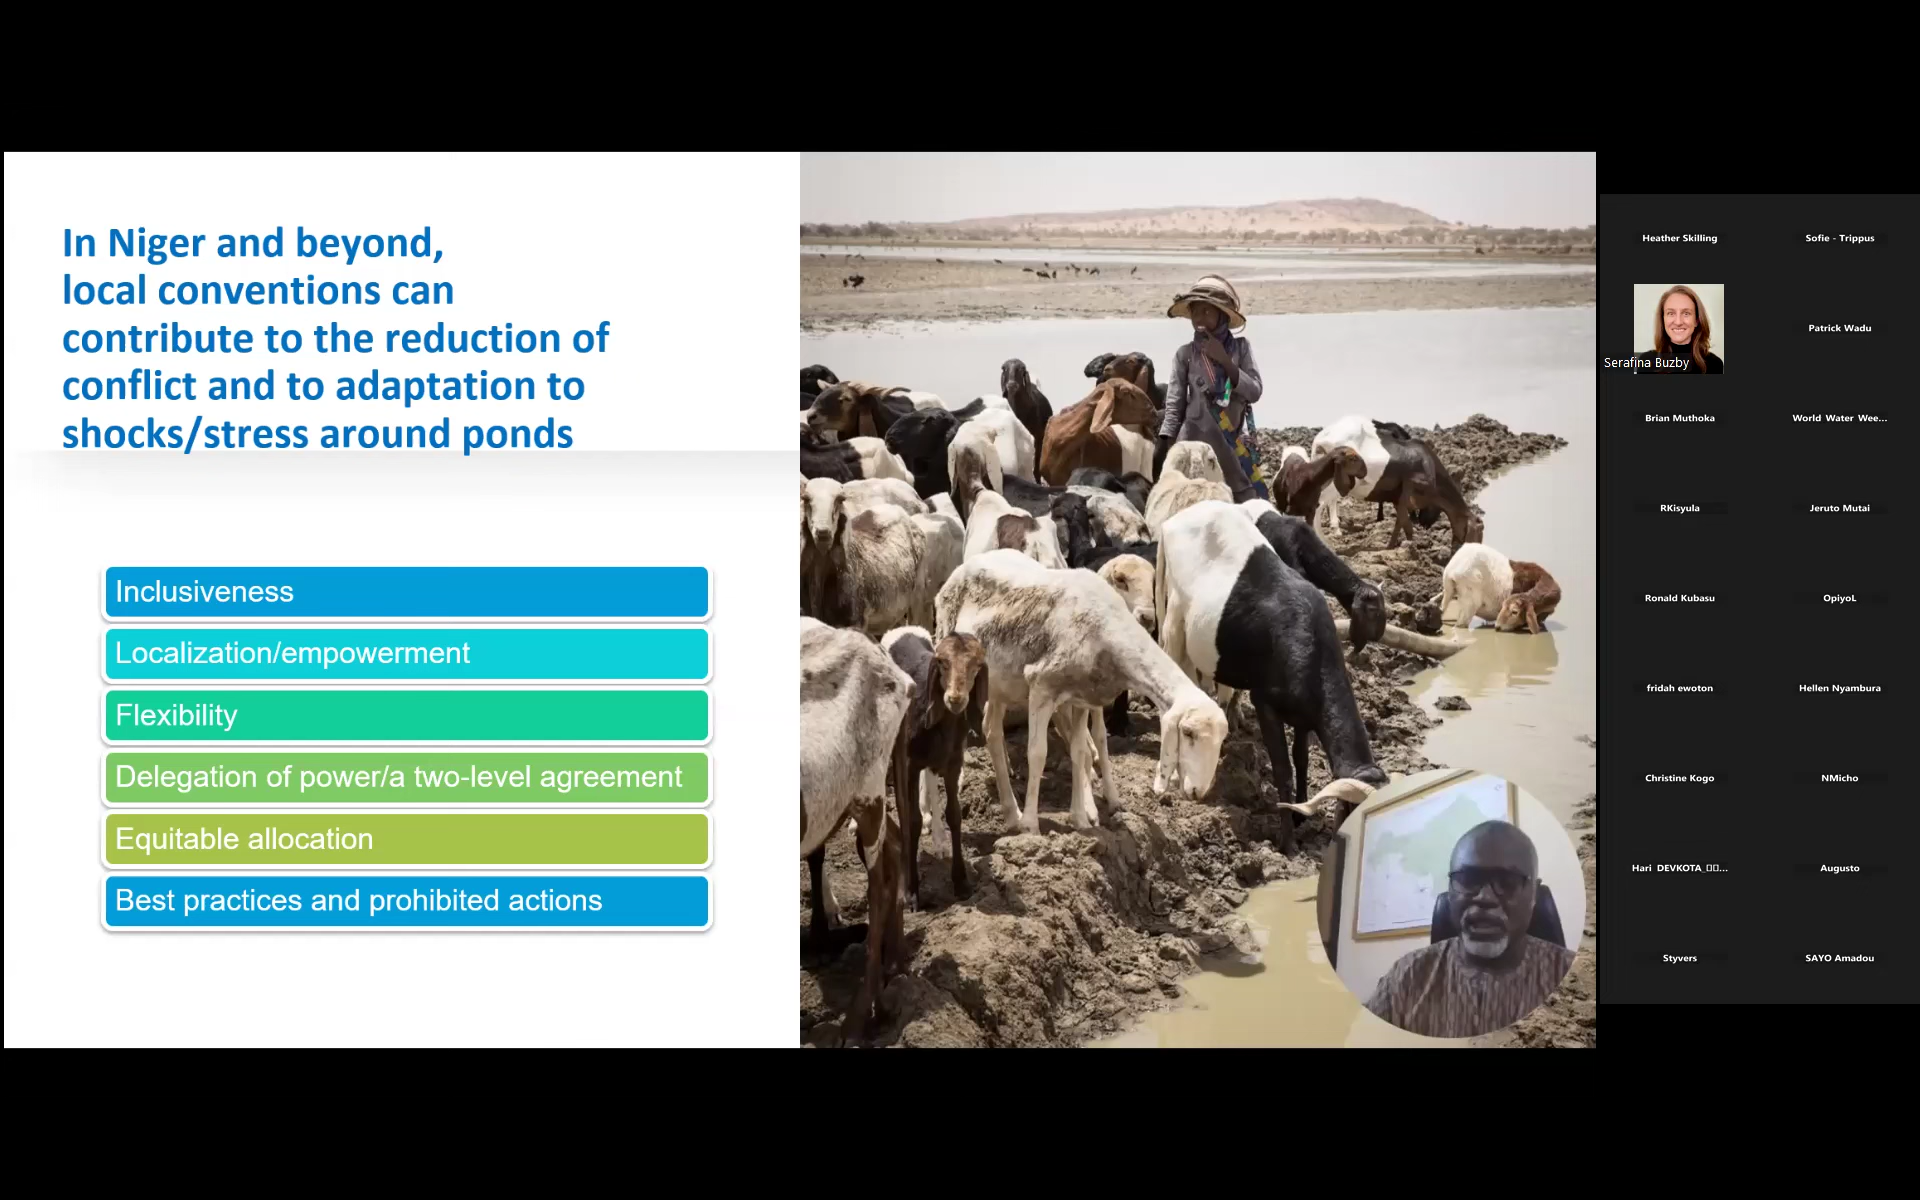 In Niger and beyond,
local conventions can
contribute to the reduction of
conflict and to adaptation to
shocks/stress around ponds
Inclusiveness
Localization/empowerment
Flexibility
Delegation of power/a two-level agreement
Equitable allocation
Best practices and prohibited actions
Heather Skilling
Sofie - Trippus
Serafina Buzby
Patrick Wadu
Brian Muthoka
World Water Wee...
RKisyula
Jeruto Mutai
Ronald Kubasu
OpiyoL
fridah ewoton
Hellen Nyambura
Christine Kogo
NMicho
Hari DEVKOTA_▯▯...
Augusto
Styvers
SAYO Amadou